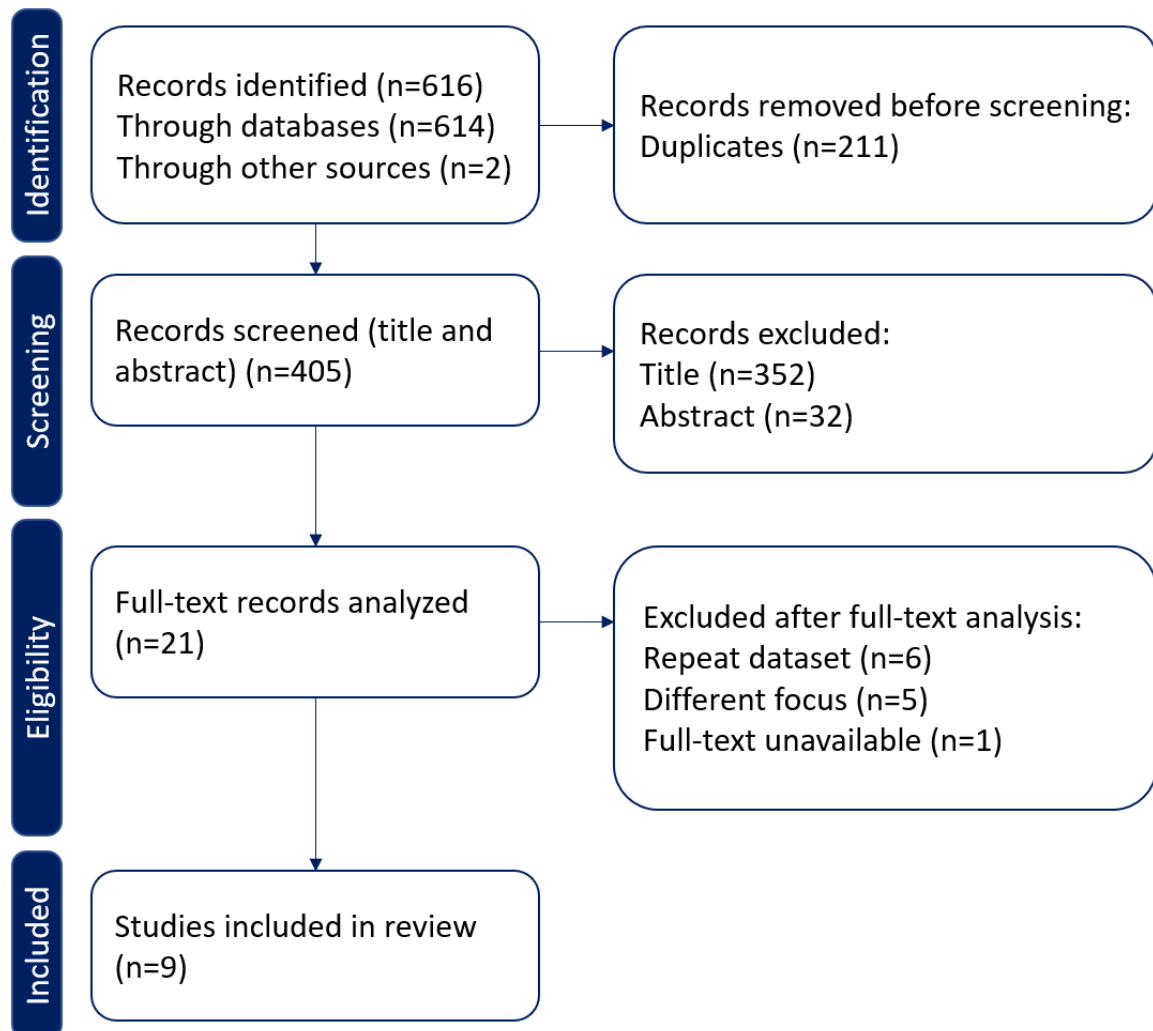 Identification
Records identified (n=616)
Through databases (n=614)
Through other sources (n=2)
Records removed before screening:
Duplicates (n=211)
Screening
Records screened (title and
abstract) (n=405)
Records excluded:
Title (n=352)
Abstract (n=32)
Eligibility
Full-text records analyzed
(n=21)
Excluded after full-text analysis:
Repeat dataset (n=6)
Different focus (n=5)
Full-text unavailable (n=1)
Included
Studies included in review
(n=9)